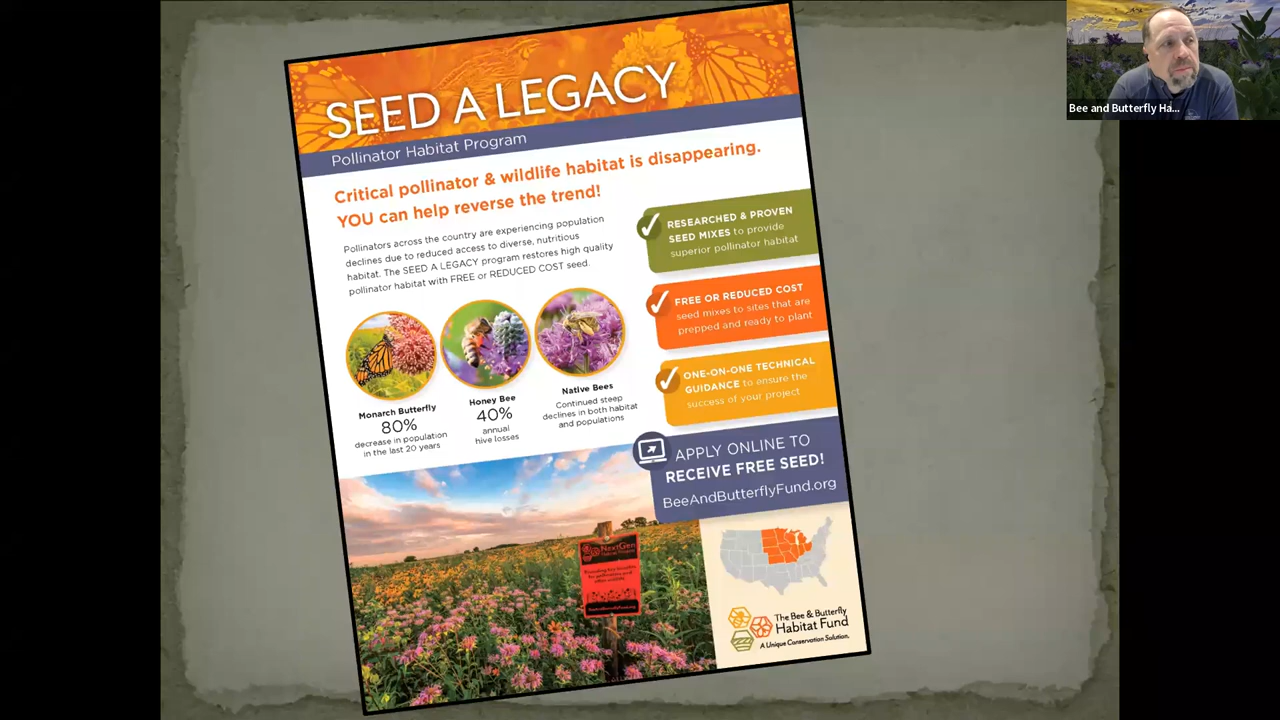 SEED A LEGACY
Pollinator Habitat Program
Critical pollinator & wildlife habitat is disappearing.
YOU can help reverse the trend!
Pollinators across the country are experiencing population
declines due to reduced access to diverse, nutritious
habitat. The SEED A LEGACY program restores high quality
pollinator habitat with FREE or REDUCED COST seed.
RESEARCHED & PROVEN
SEED MIXES to provide
superior pollinator habitat
FREE OR REDUCED COST
seed mixes to sites that are
prepped and ready to plant
ONE-ON-ONE TECHNICAL
GUIDANCE to ensure the
success of your project
Monarch Butterfly
80%
decrease in population
in the last 20 years
Honey Bee
40%
annual
hive losses
Native Bees
Continued steep
declines in both habitat
and populations
APPLY ONLINE TO
RECEIVE FREE SEED!
BeeAndButterflyFund.org
NextGen
The Bee & Butterfly
Habitat Fund
A Unique Conservation Solution.
Bee and Butterfly Ha...